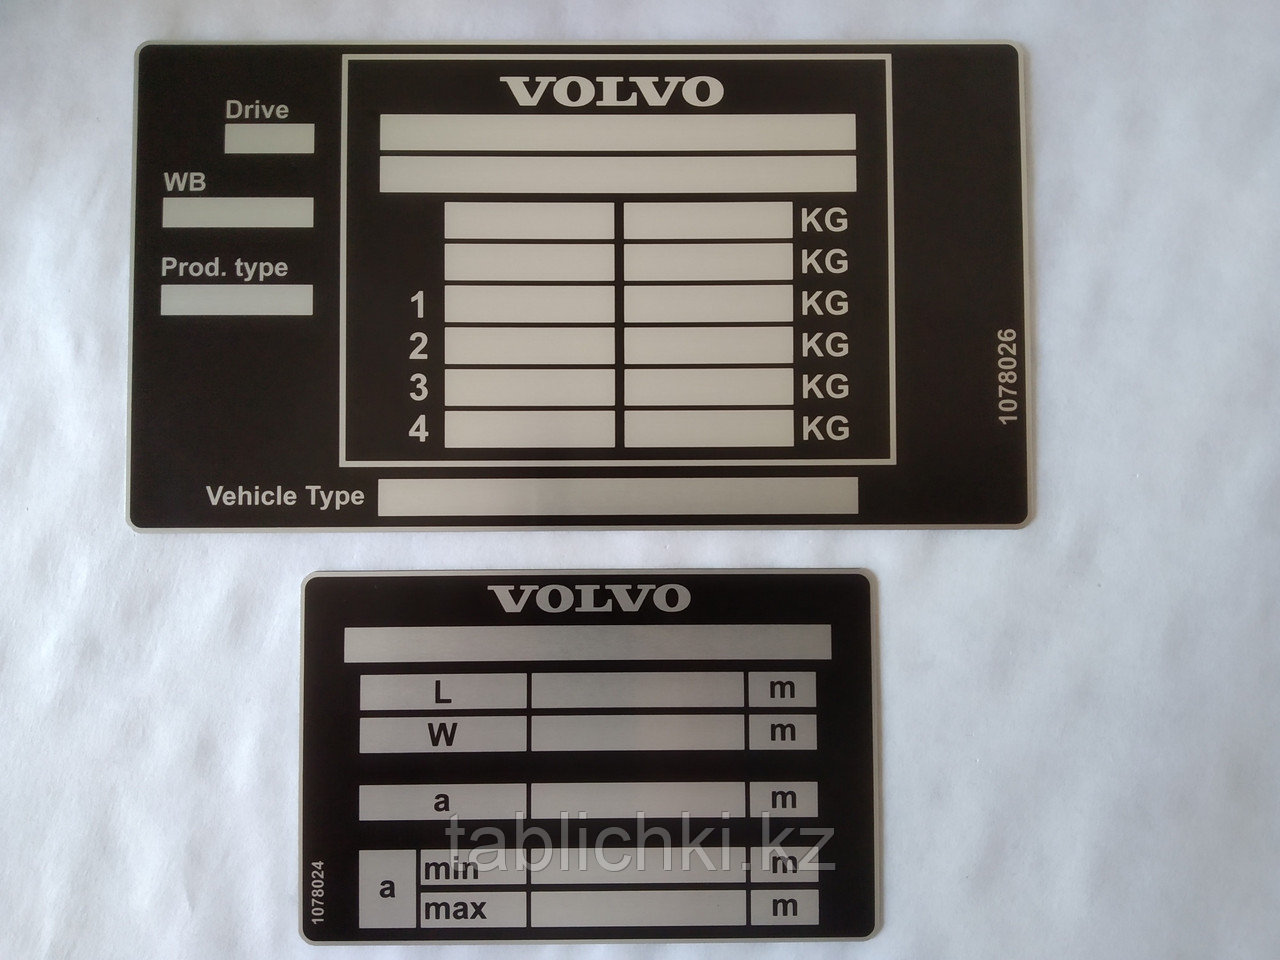 VOLVO
Drive
WB
Prod. type
KG
KG
1 KG
2 KG
3 KG
4 KG
Vehicle Type
1078026
VOLVO
L m
W m
a m
a min m
max m
1078024
tablichki.kz